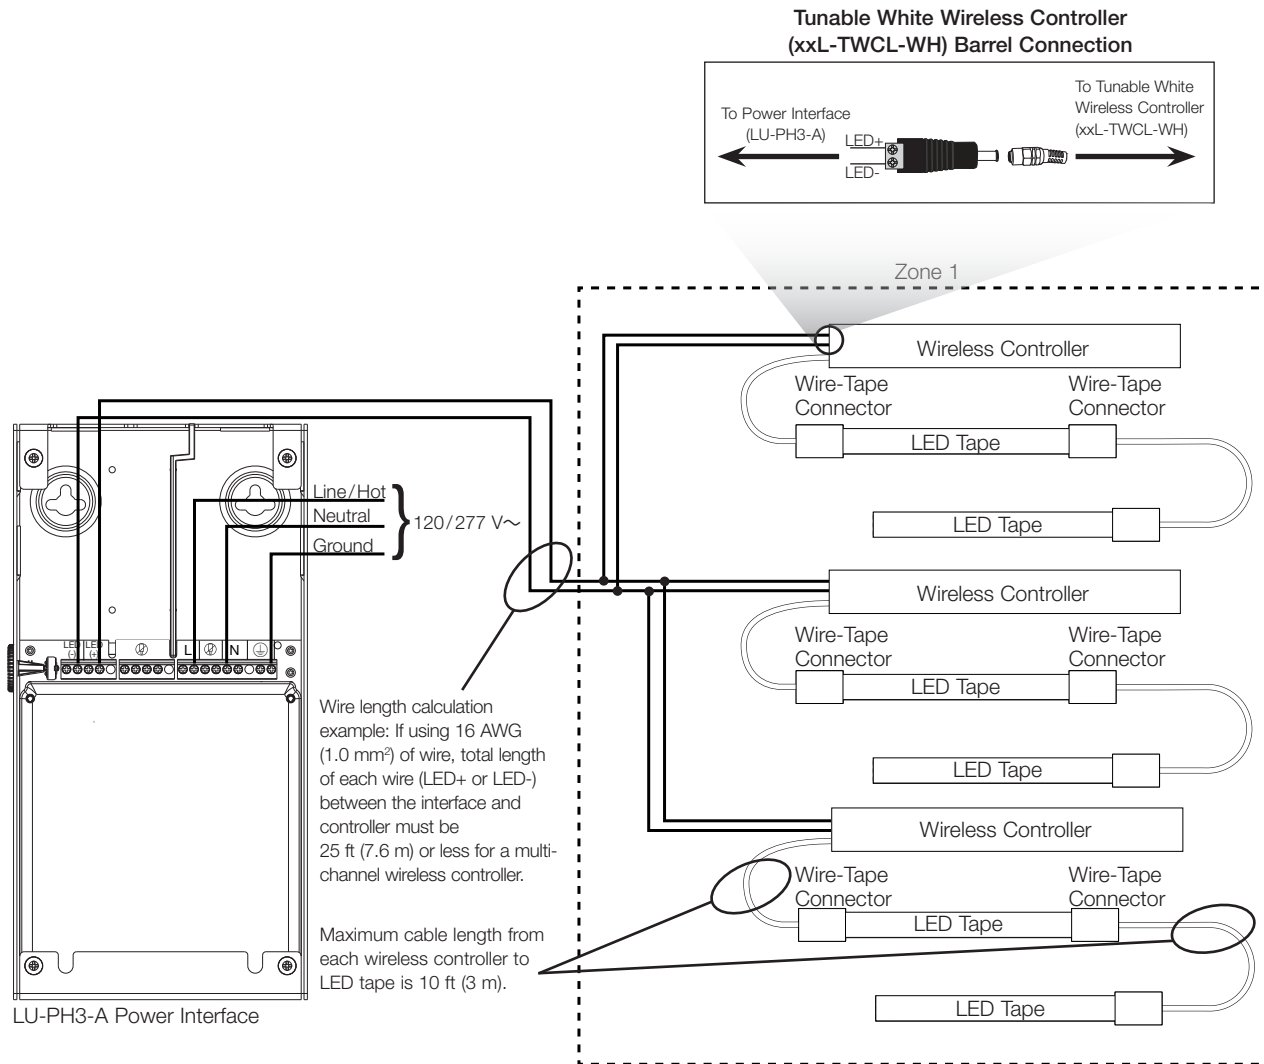 Tunable White Wireless Controller
(xxL-TWCL-WH) Barrel Connection
To Power Interface
(LU-PH3-A)
LED+
LED-
To Tunable White
Wireless Controller
(xxL-TWCL-WH)
Zone 1
Wireless Controller
Wire-Tape
Connector
Wire-Tape
Connector
LED Tape
LED Tape
Line/Hot
Neutral
Ground
120/277 V~
Wireless Controller
Wire-Tape
Connector
Wire-Tape
Connector
LED Tape
LED Tape
LED
(-)
LED
(+)
L
N
Wire length calculation
example: If using 16 AWG
(1.0 mm²) of wire, total length
of each wire (LED+ or LED-)
between the interface and
controller must be
25 ft (7.6 m) or less for a multi-
channel wireless controller.
Maximum cable length from
each wireless controller to
LED tape is 10 ft (3 m).
Wireless Controller
Wire-Tape
Connector
Wire-Tape
Connector
LED Tape
LED Tape
LU-PH3-A Power Interface